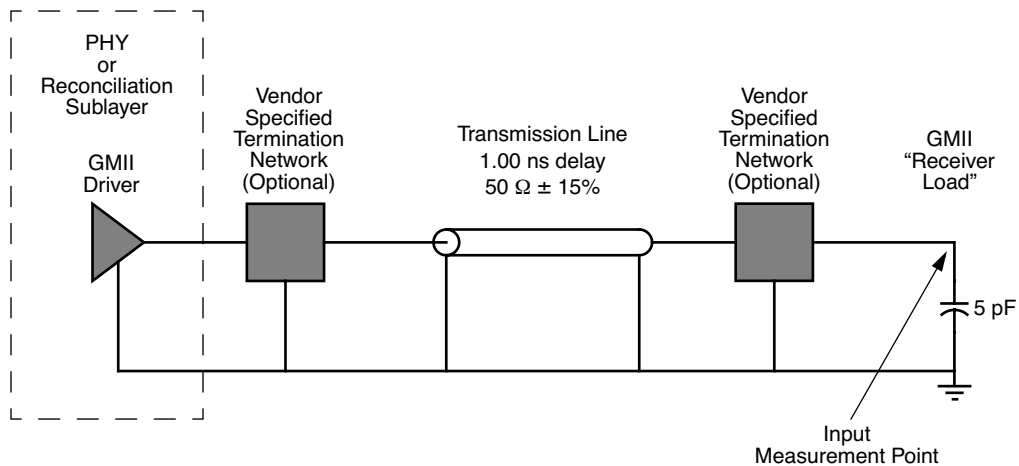 PHY
or
Reconciliation
Sublayer
GMII
Driver
Vendor
Specified
Termination
Network
(Optional)
Transmission Line
1.00 ns delay
50 Ω ± 15%
Vendor
Specified
Termination
Network
(Optional)
GMII
“Receiver
Load”
5 pF
Input
Measurement Point